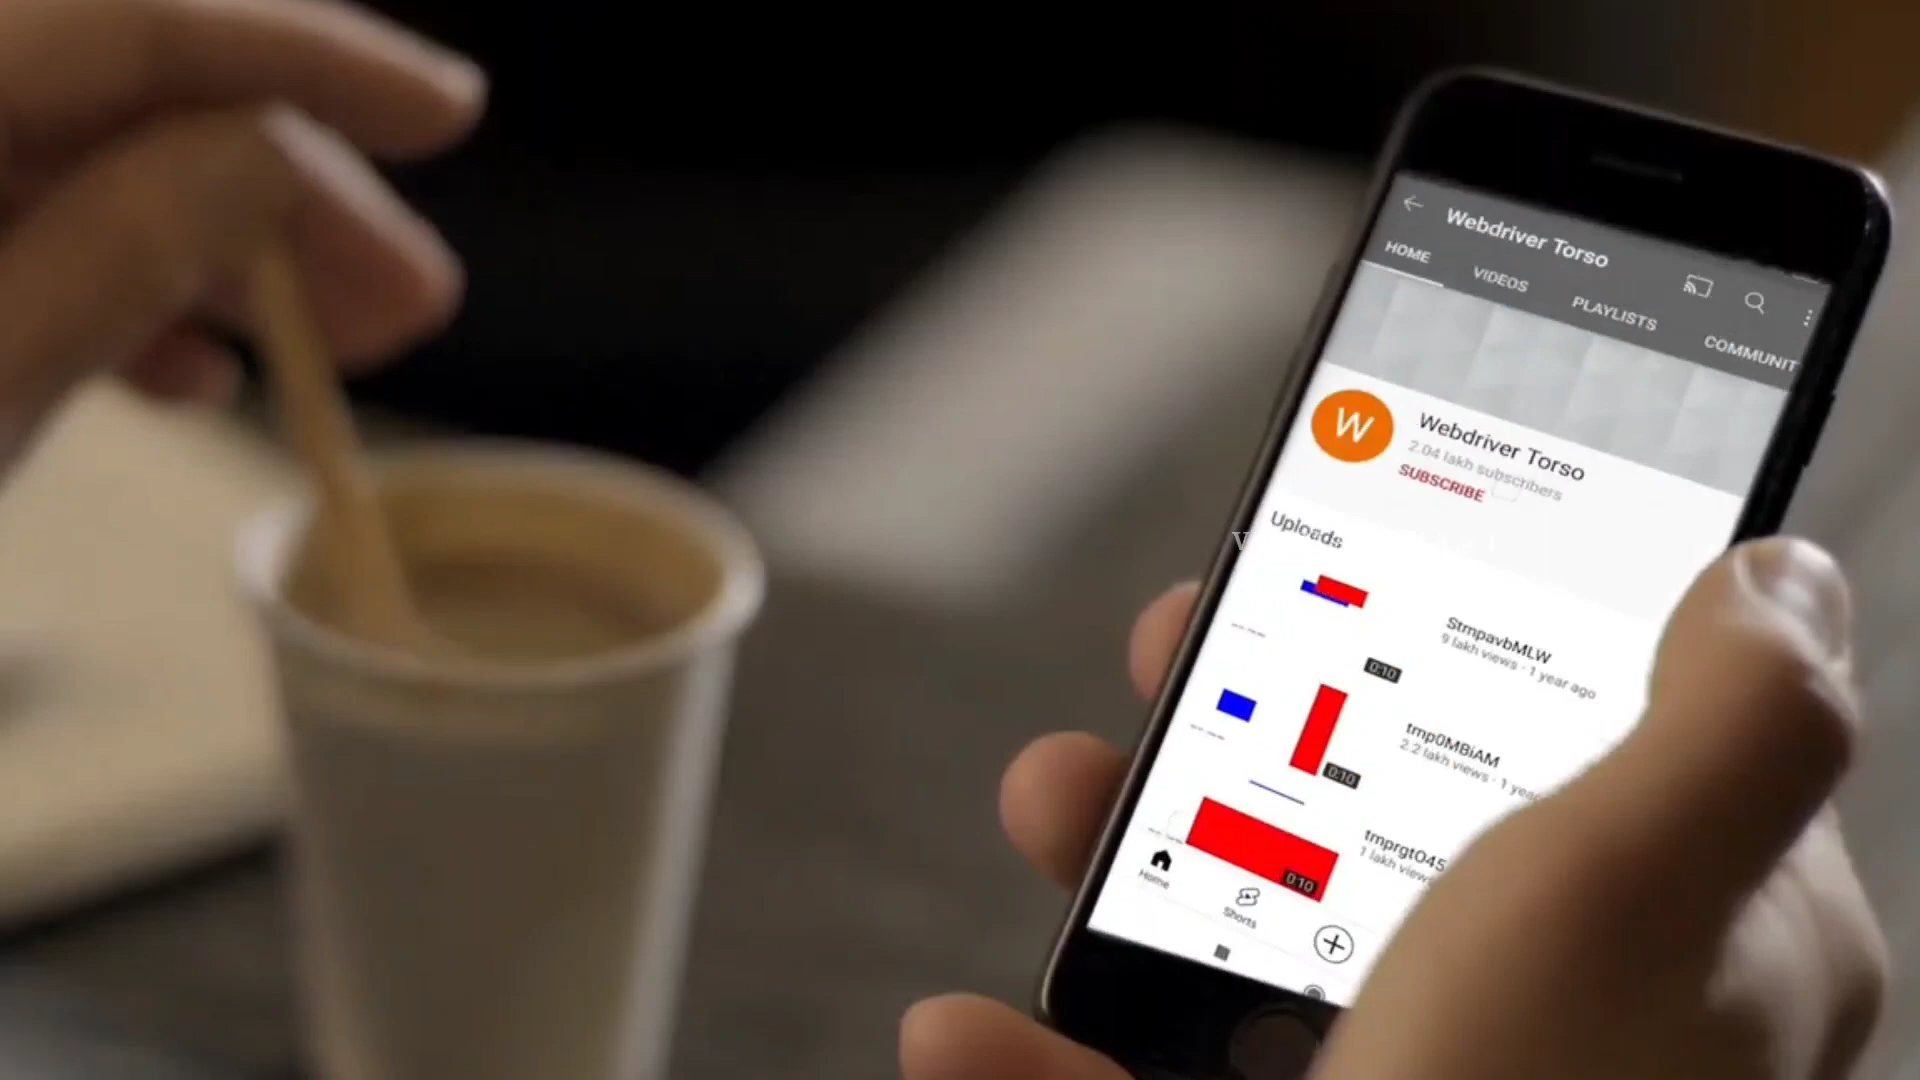 Webdriver Torso
HOME VIDEOS PLAYLISTS COMMUNIT
W
Webdriver Torso
2.04 lakh subscribers
SUBSCRIBE
Uploads
StmpavbMLW
9 lakh views · 1 year ago
0:10
tmp0MBiAM
2.2 lakh views · 1 year
0:10
tmprgtO45
1 lakh views
0:10
Home
Shorts